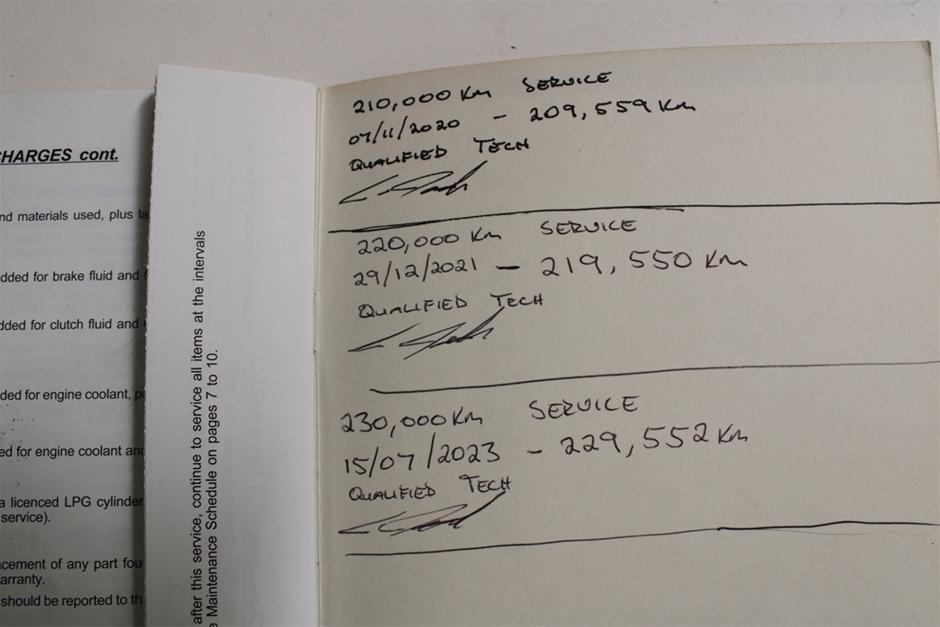 HARGES cont.
nd materials used, plus la
dded for brake fluid and
dded for clutch fluid and
ded for engine coolant, p
ed for engine coolant and
a licenced LPG cylinder
service).
cement of any part fou
arranty.
should be reported to th
after this service, continue to service all items at the intervals
e Maintenance Schedule on pages 7 to 10.
210,000 Km SERVICE
07/11/2020 - 209,559 Km
QUALIFIED TECH
220,000 Km SERVICE
29/12/2021 - 219,550 Km
QUALIFIED TECH
230,000 Km SERVICE
15/07/2023 - 229,552 Km
QUALIFIED TECH